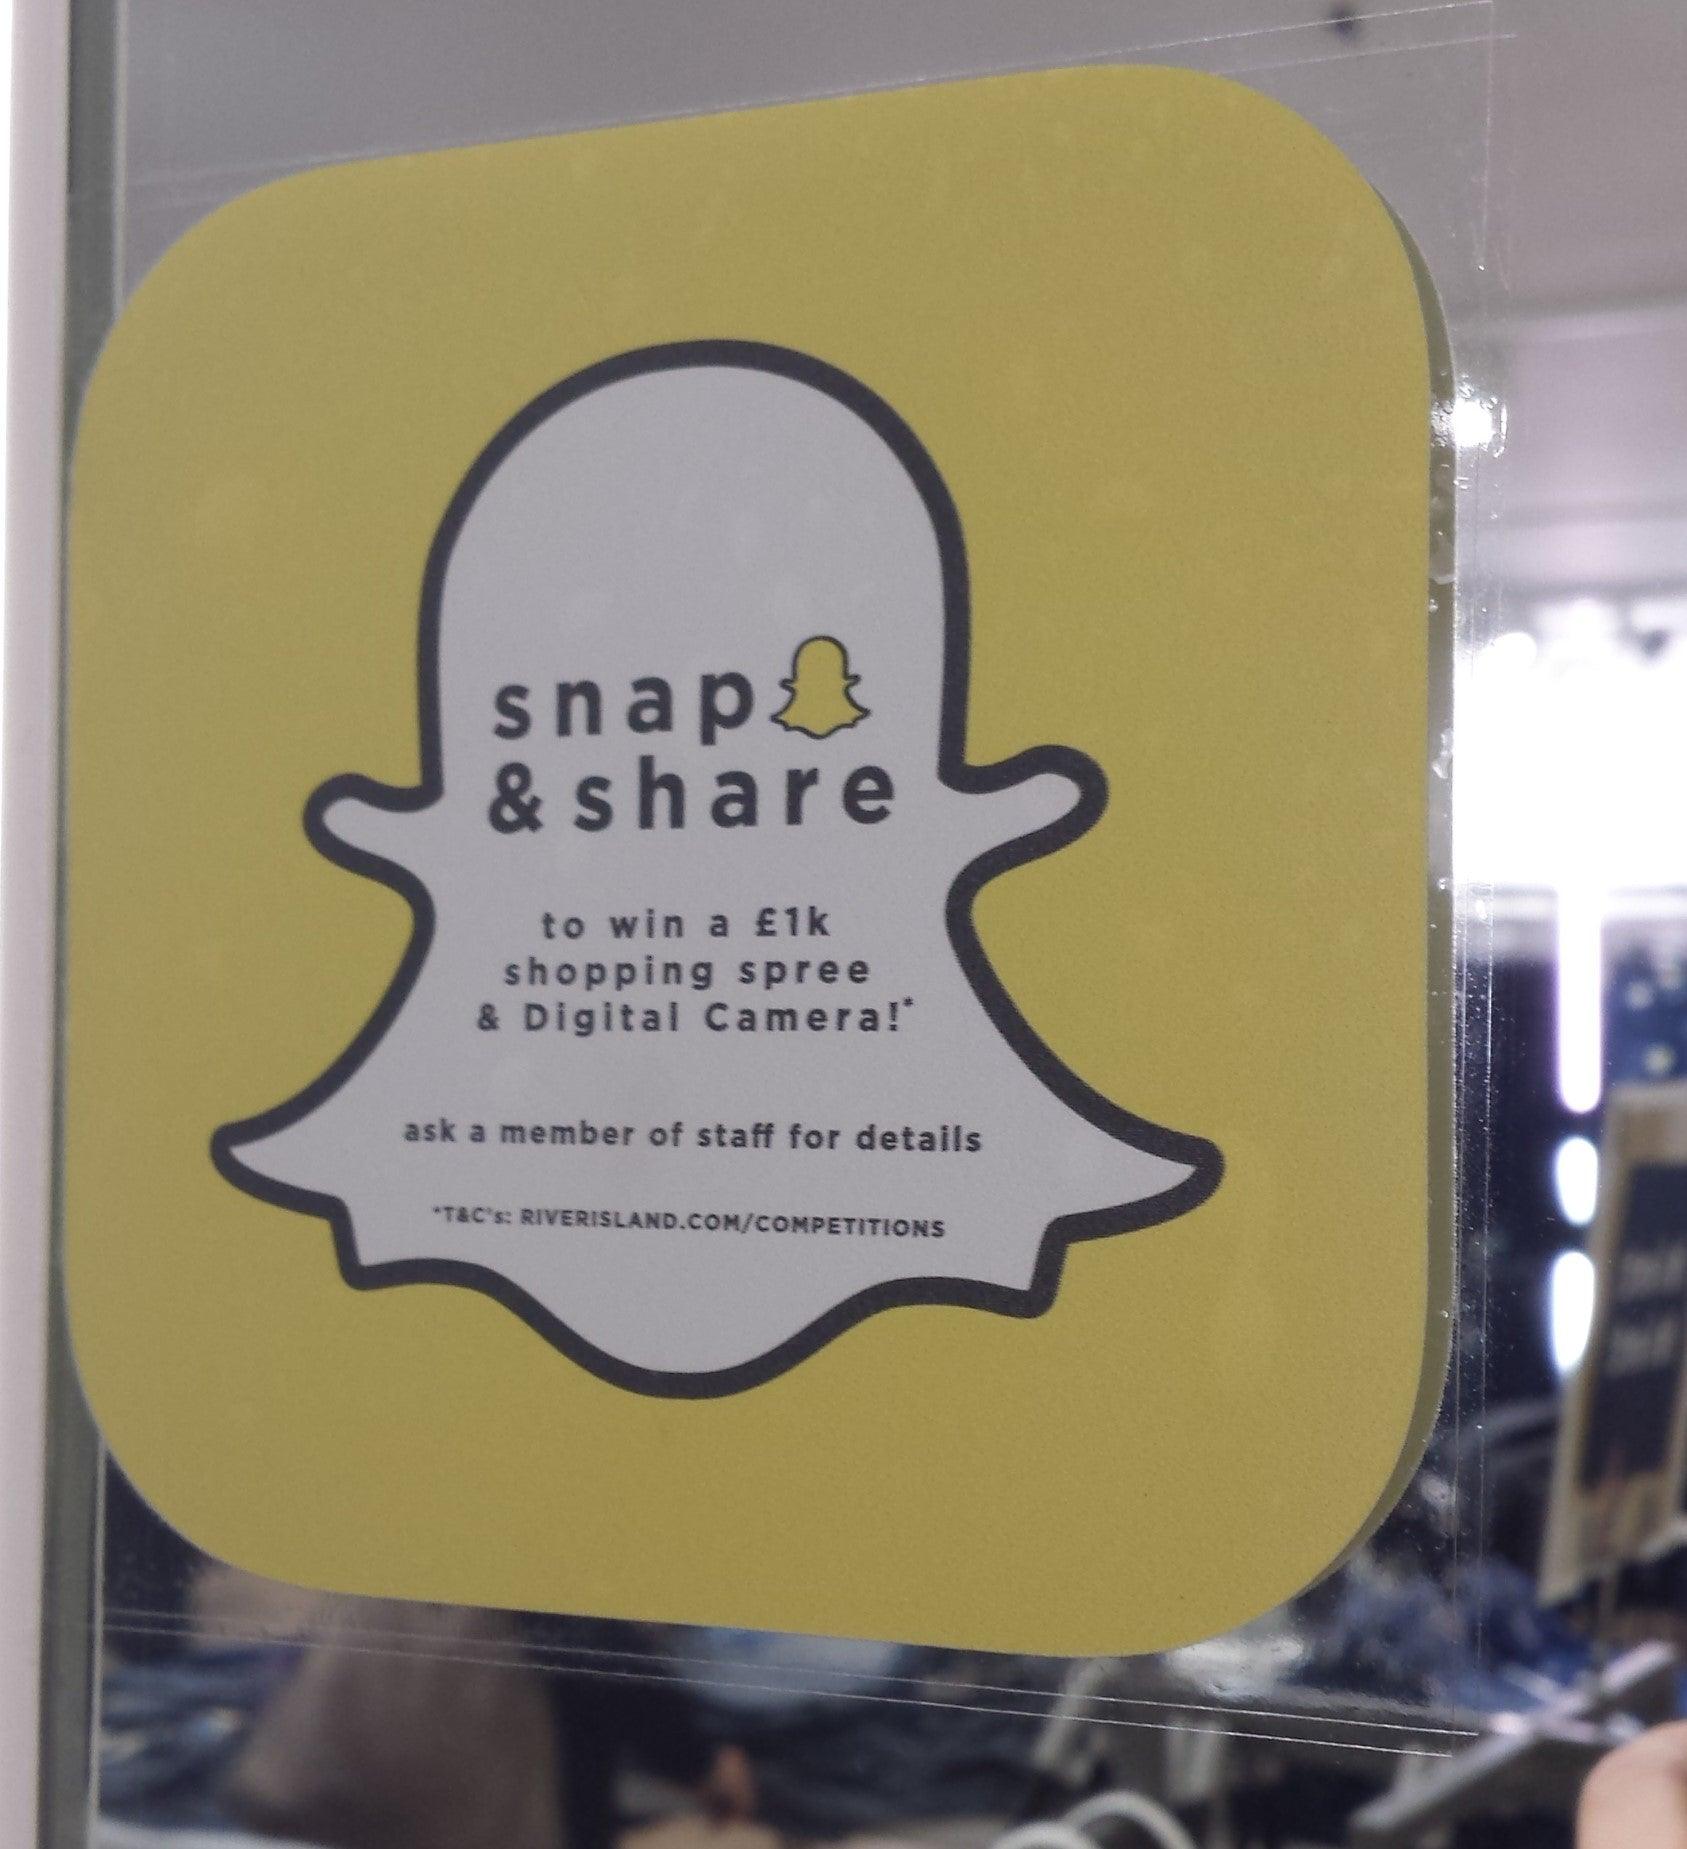 snap
&share
to win a £1k
shopping spree
& Digital Camera!*
ask a member of staff for details
*T&C's: RIVERISLAND.COM/COMPETITIONS